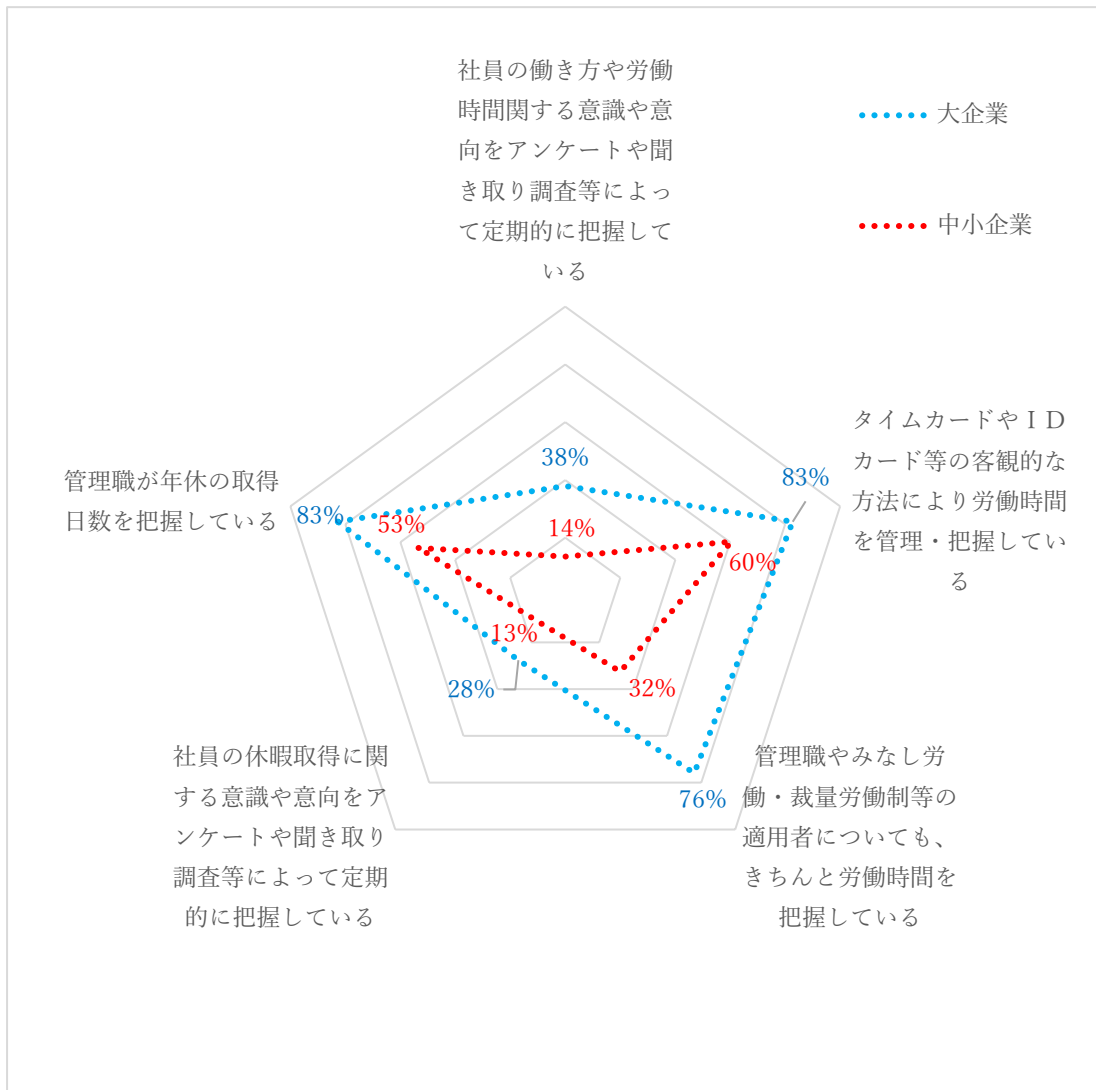 社員の働き方や労働
時間関する意識や意
向をアンケートや聞
き取り調査等によっ
て定期的に把握して
いる
大企業
中小企業
38%
14%
タイムカードやＩＤ
カード等の客観的な
方法により労働時間
を管理・把握してい
る
83%
60%
管理職が年休の取得
日数を把握している
83%
53%
13%
28%
32%
76%
社員の休暇取得に関
する意識や意向をア
ンケートや聞き取り
調査等によって定期
的に把握している
管理職やみなし労
働・裁量労働制等の
適用者についても、
きちんと労働時間を
把握している